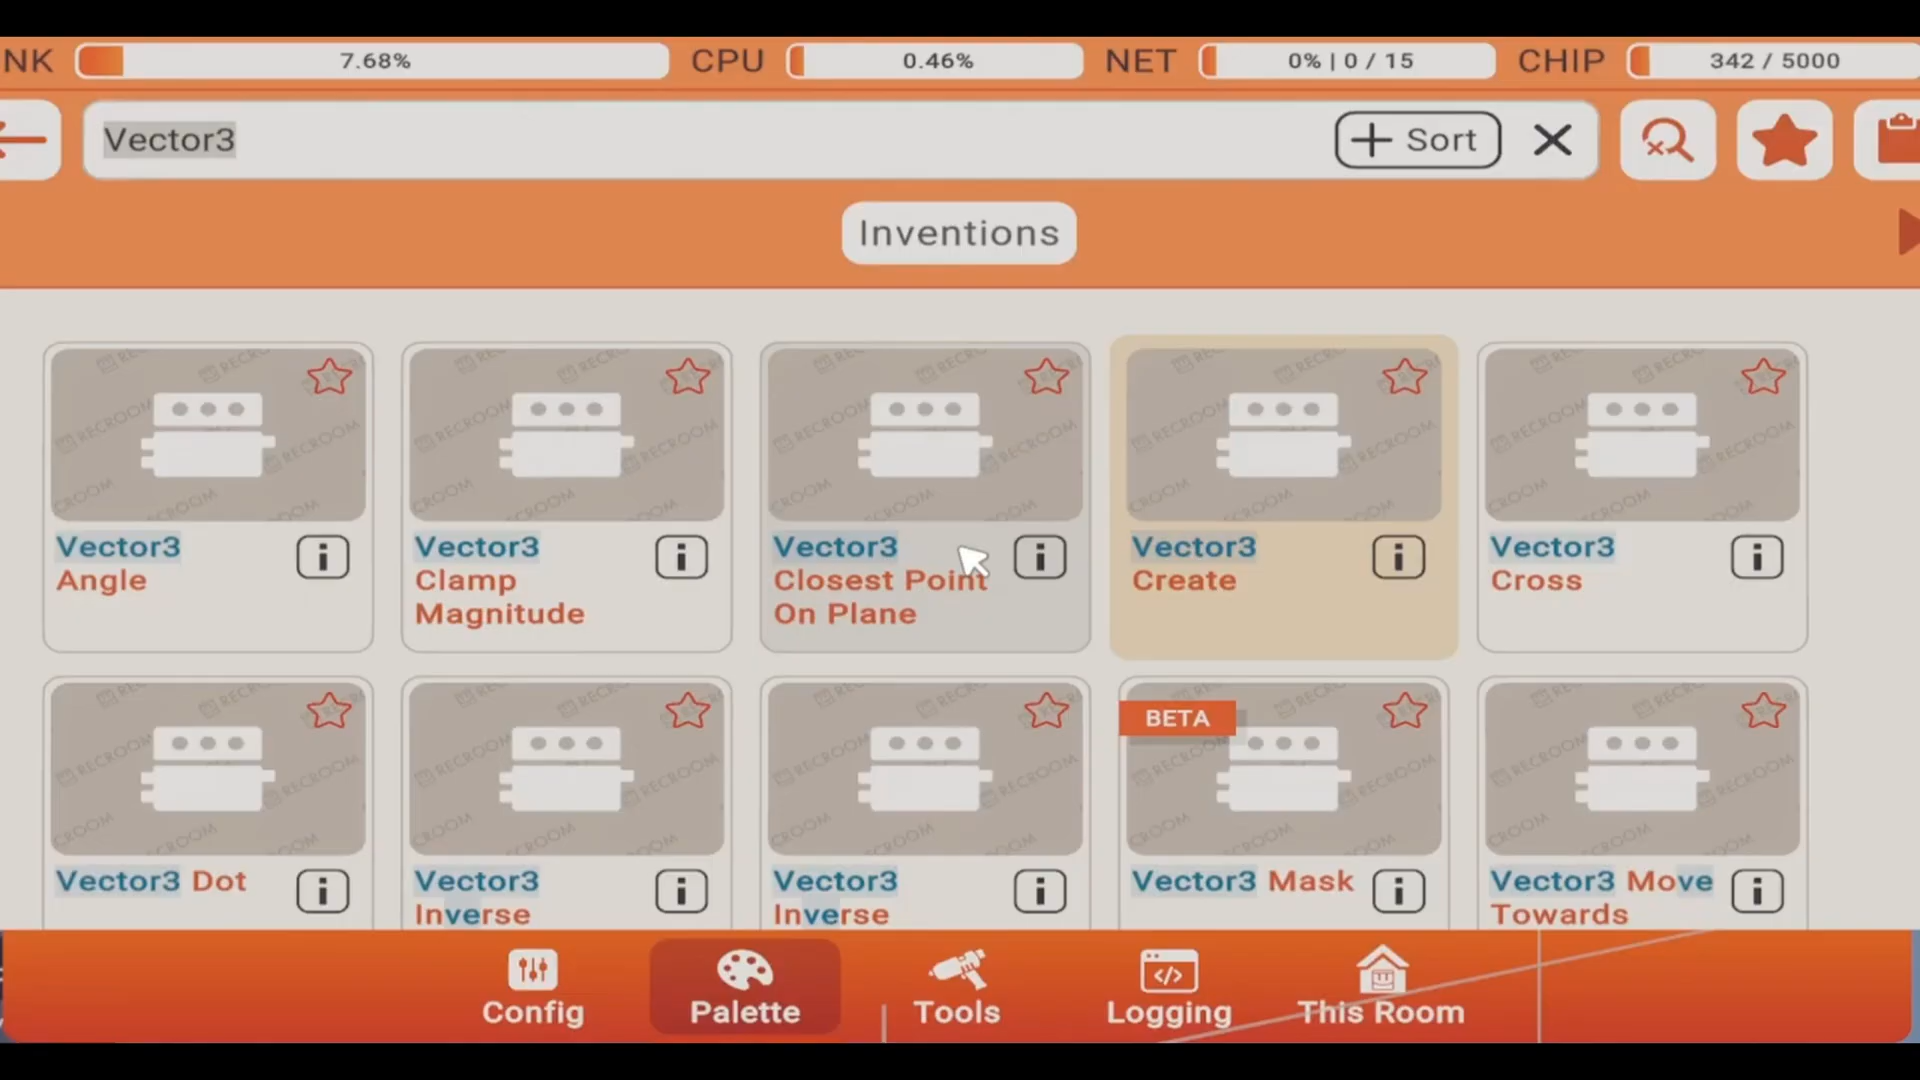 NK 7.68% CPU 0.46% NET 0% | 0 / 15 CHIP 342 / 5000
Vector3 + Sort
Inventions
Vector3
Angle
Vector3
Clamp
Magnitude
Vector3
Closest Point
On Plane
Vector3
Create
Vector3
Cross
BETA
Vector3 Dot
Vector3
Inverse
Vector3
Inverse
Vector3 Mask
Vector3 Move
Towards
Config
Palette
Tools
Logging
This Room